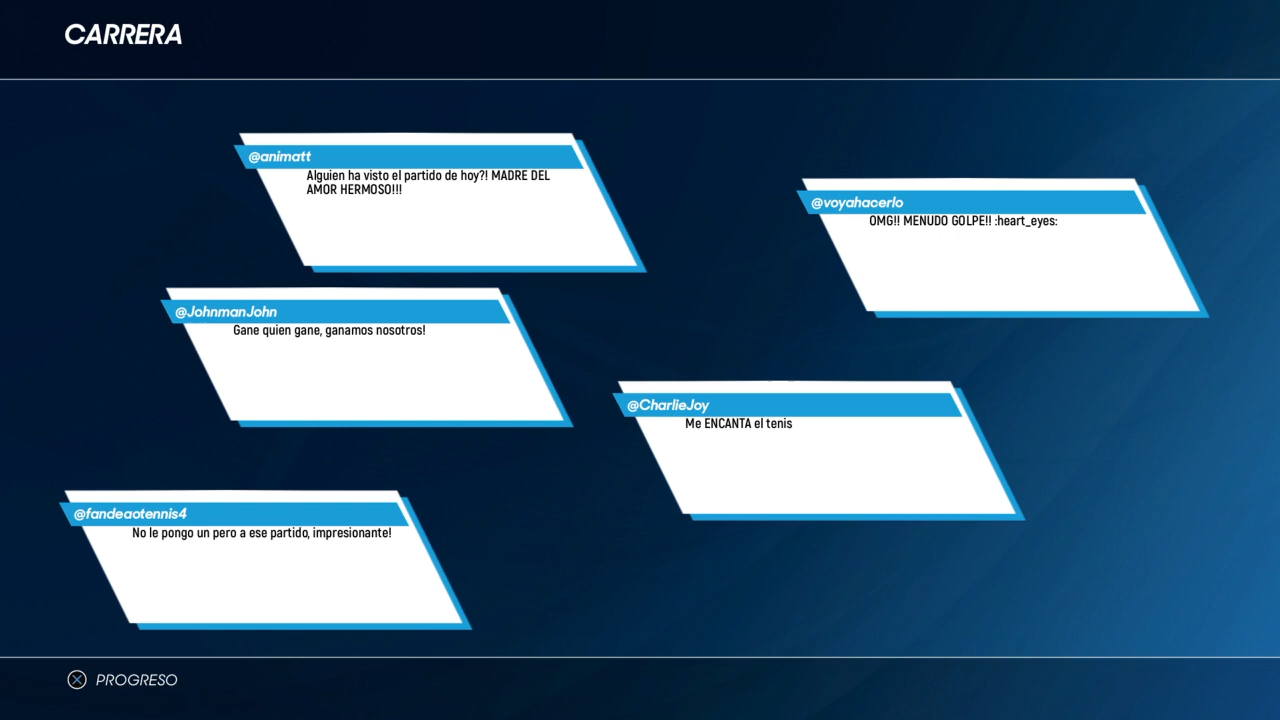 CARRERA
@animatt
Alguien ha visto el partido de hoy?! MADRE DEL
AMOR HERMOSO!!!
@voyahacerlo
OMG!! MENUDO GOLPE!! :heart_eyes:
@JohnmanJohn
Gane quien gane, ganamos nosotros!
@CharlieJoy
Me ENCANTA el tenis
@fandeaotennis4
No le pongo un pero a ese partido, impresionante!
PROGRESO